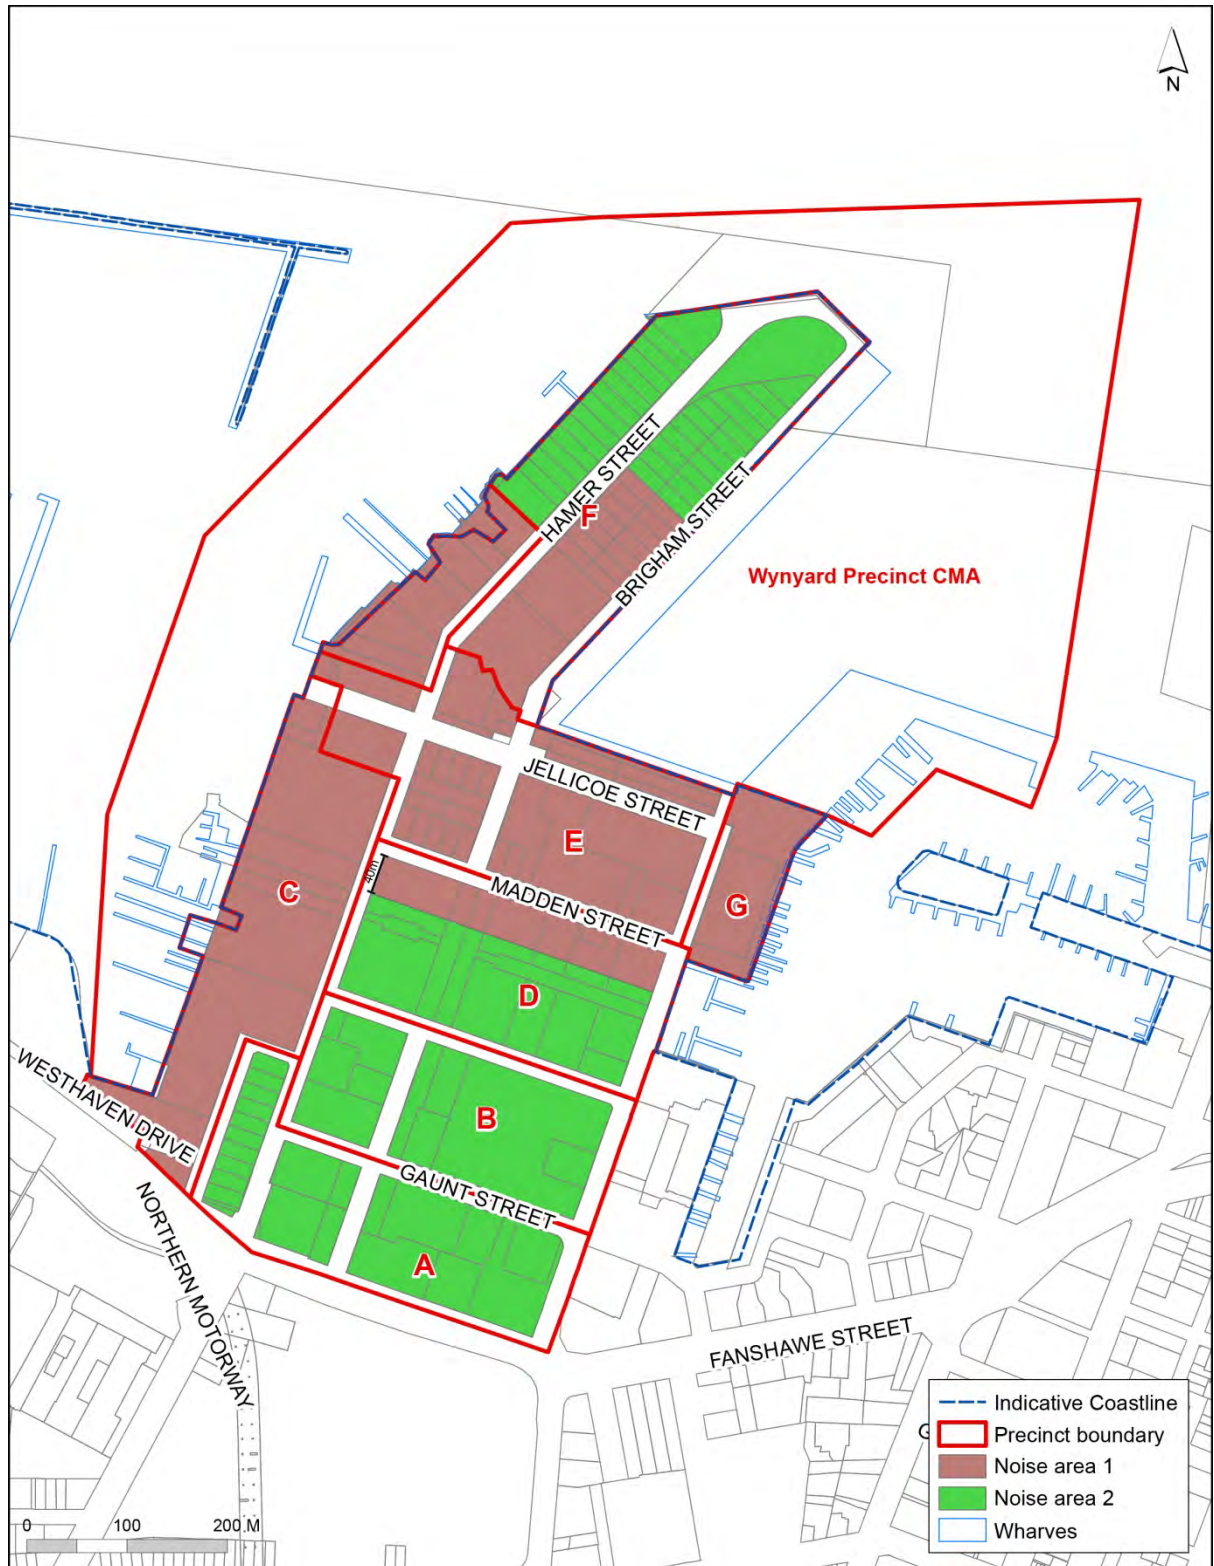 N
HAMER STREET
F
BRIGHAM STREET
Wynyard Precinct CMA
JELLICOE STREET
E
C
40m
MADDEN STREET
G
D
WESTHAVEN DRIVE
B
GAUNT STREET
A
NORTHERN MOTORWAY
FANSHAWE STREET
Indicative Coastline
Precinct boundary
Noise area 1
Noise area 2
Wharves
0 100 200 M